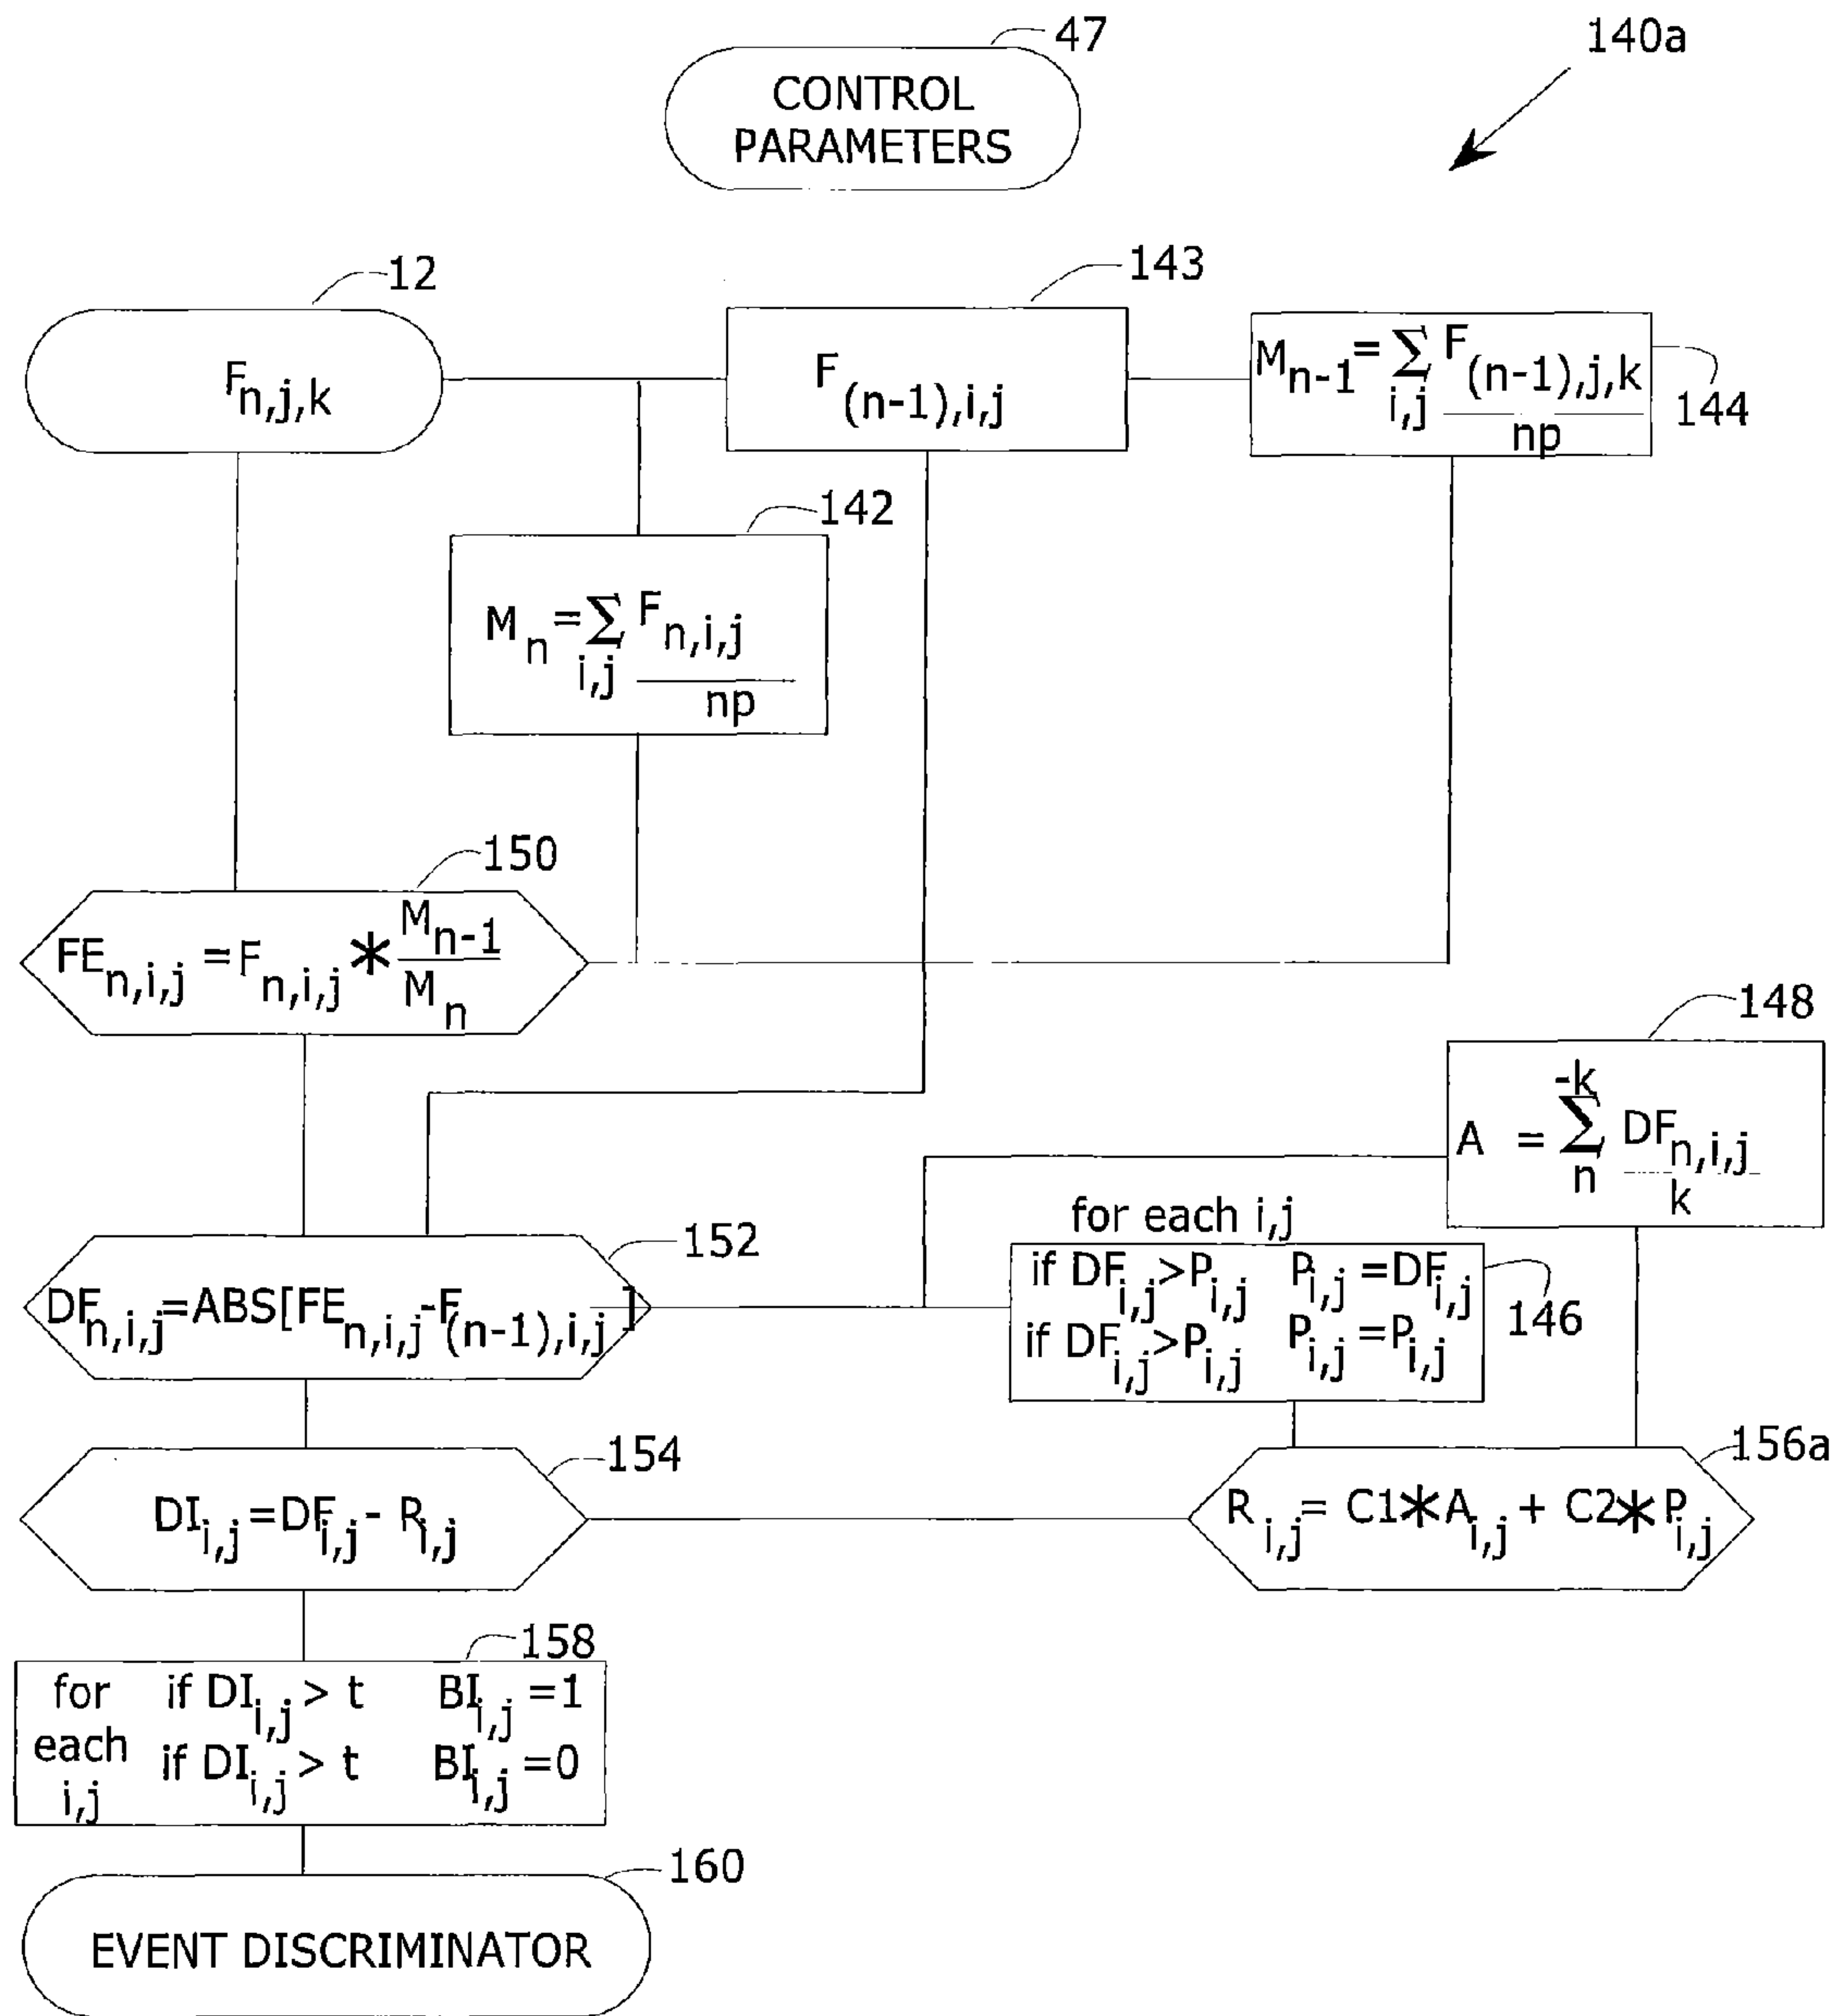 47
140a
CONTROL
PARAMETERS
12
143
F n,j,k
F (n-1),i,j
M n-1 = ∑ i,j F (n-1),j,k / np
144
142
M n = ∑ i,j F n,i,j / np
150
FE n,i,j = F n,i,j * M n-1 / M n
148
A = ∑ n -k DF n,i,j / k
for each i,j
152
DF n,i,j =ABS[FE n,i,j -F (n-1),i,j ]
if DF i,j >P i,j P i,j =DF i,j
if DF i,j >P i,j P i,j =P i,j
146
154
156a
DI i,j =DF i,j - R i,j
R i,j = C1*A i,j + C2*P i,j
158
for each i,j
if DI i,j > t BI i,j =1
if DI i,j > t BI i,j =0
160
EVENT DISCRIMINATOR